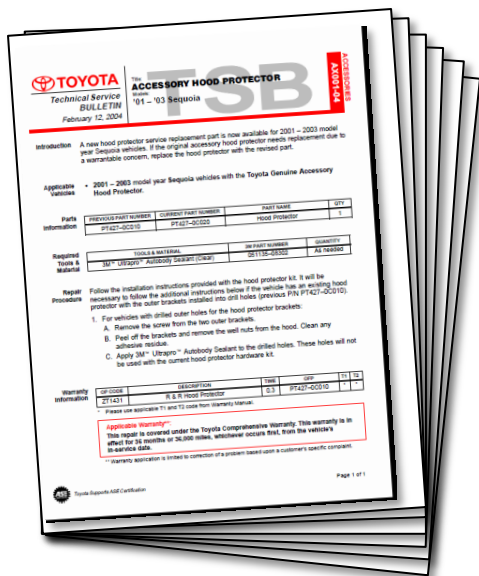 TSB
TOYOTA
Technical Service
BULLETIN
February 12, 2004
Title:
ACCESSORY HOOD PROTECTOR
Models:
'01 – '03 Sequoia
ACCESSORIES
AX001-04
Introduction
A new hood protector service replacement part is now available for 2001 – 2003 model
year Sequoia vehicles. If the original accessory hood protector needs replacement due to
a warrantable concern, replace the hood protector with the revised part.
Applicable
Vehicles
• 2001 – 2003 model year Sequoia vehicles with the Toyota Genuine Accessory
Hood Protector.
Parts
Information
PREVIOUS PART NUMBER CURRENT PART NUMBER PART NAME QTY
PT427-0C010 PT427-0C020 Hood Protector 1
Required
Tools &
Material
TOOLS & MATERIAL 3M PART NUMBER QUANTITY
3M™ Ultrapro™ Autobody Sealant (Clear) 051135-08302 As needed
Repair
Procedure
Follow the installation instructions provided with the hood protector kit. It will be
necessary to follow the additional instructions below if the vehicle has an existing hood
protector with the outer brackets installed into drill holes (previous P/N PT427-0C010).
1. For vehicles with drilled outer holes for the hood protector brackets:
A. Remove the screw from the two outer brackets.
B. Peel off the brackets and remove the well nuts from the hood. Clean any
adhesive residue.
C. Apply 3M™ Ultrapro™ Autobody Sealant to the drilled holes. These holes will not
be used with the current hood protector hardware kit.
Warranty
Information
OP CODE DESCRIPTION TIME OFP T1 T2
ZT1431 R & R Hood Protector 0.3 PT427-0C010 * *
* Please use applicable T1 and T2 code from Warranty Manual.
Applicable Warranty**:
This repair is covered under the Toyota Comprehensive Warranty. This warranty is in
effect for 36 months or 36,000 miles, whichever occurs first, from the vehicle's
in-service date.
** Warranty application is limited to correction of a problem based upon a customer's specific complaint.
ASE
Toyota Supports ASE Certification
Page 1 of 1